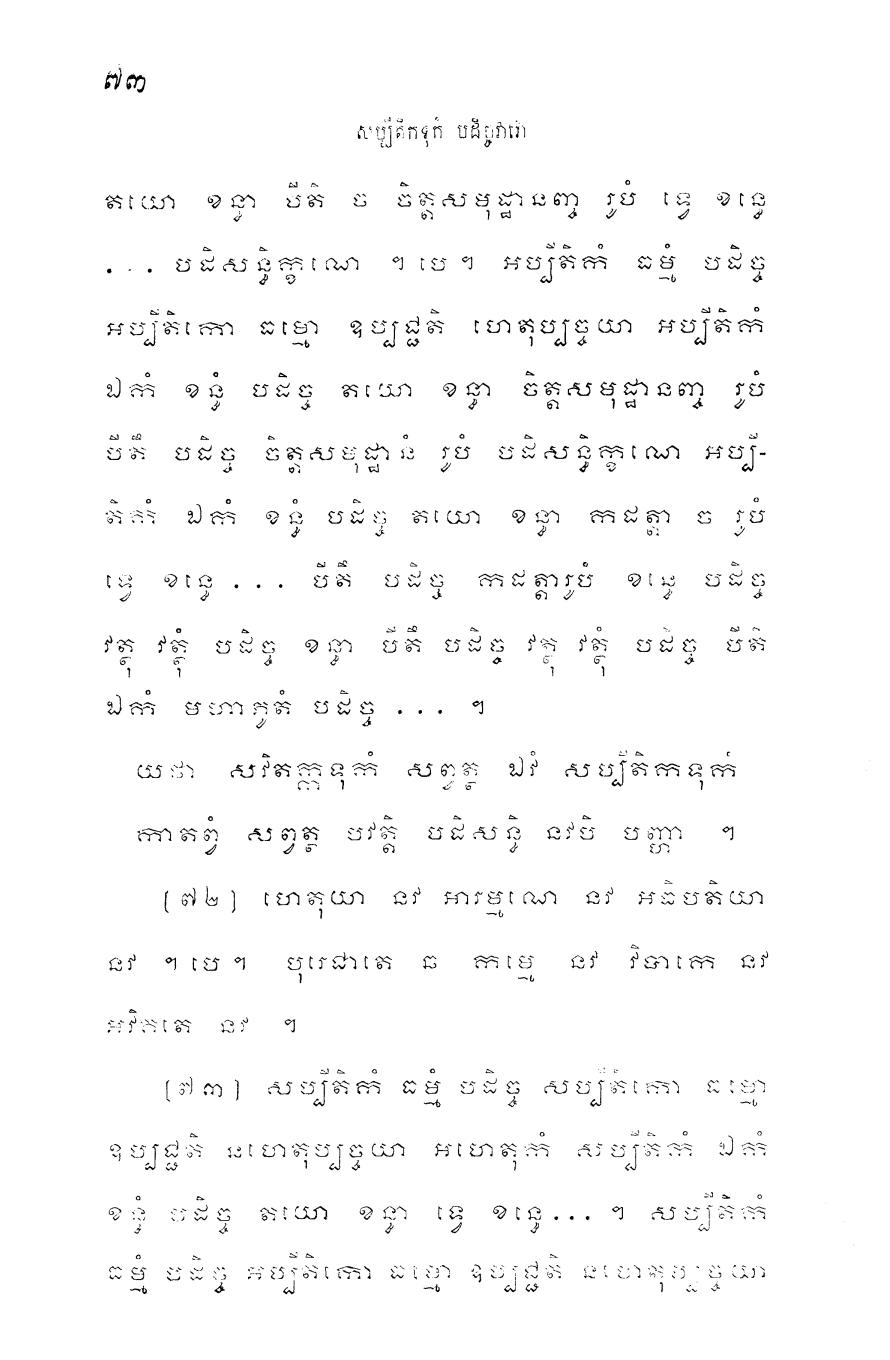 ៧៣
សប្បីតិកទុកំ បដិច្ចវារោ
តយោ ខន្ធា បីតិ ច ចិត្តសមុដ្ឋានញ្ច រូបំ ទ្វេ ខន្ធេ
... បដិសន្ធិក្ខណេ ។ បេ ។ អប្បីតិកំ ធម្មំ បដិច្ច
អប្បីតិកោ ធម្មោ ឧប្បជ្ជតិ ហេតុប្បច្ចយា អប្បីតិកំ
ឯកំ ខន្ធំ បដិច្ច តយោ ខន្ធា ចិត្តសមុដ្ឋានញ្ច រូបំ
បីតឹ បដិច្ច ចិត្តសមុដ្ឋានំ រូបំ បដិសន្ធិក្ខណេ អប្បី-
តិកំ ឯកំ ខន្ធំ បដិច្ច តយោ ខន្ធា កដត្តា ច រូបំ
ទ្វេ ខន្ធេ ... បីតឹ បដិច្ច កដត្តារូបំ ខន្ធេ បដិច្ច
វត្ថុ វត្ថុំ បដិច្ច ខន្ធា បីតឹ បដិច្ច វត្ថុ វត្ថុំ បដិច្ច បីតិ
ឯកំ មហាភូតំ បដិច្ច ... ។
យថា សវិតក្កទុកំ សព្វត្ថ ឯវំ សប្បីតិកទុកំ
កាតព្វំ សព្វត្ថ បវត្តិ បដិសន្ធិ នវបិ បញ្ហា ។
[៧២] ហេតុយា នវ អារម្មណេ នវ អធិបតិយា
នវ ។ បេ ។ បុរេជាតេ ឆ កម្មេ នវ វិបាកេ នវ
អវិគតេ នវ ។
[៧៣] សប្បីតិកំ ធម្មំ បដិច្ច សប្បីតិកោ ធម្មោ
ឧប្បជ្ជតិ នហេតុប្បច្ចយា អហេតុកំ សប្បីតិកំ ឯកំ
ខន្ធំ បដិច្ច តយោ ខន្ធា ទ្វេ ខន្ធេ... ។ សប្បីតិកំ
ធម្មំ បដិច្ច អប្បីតិកោ ធម្មោ ឧប្បជ្ជតិ នហេតុប្បច្ចយា